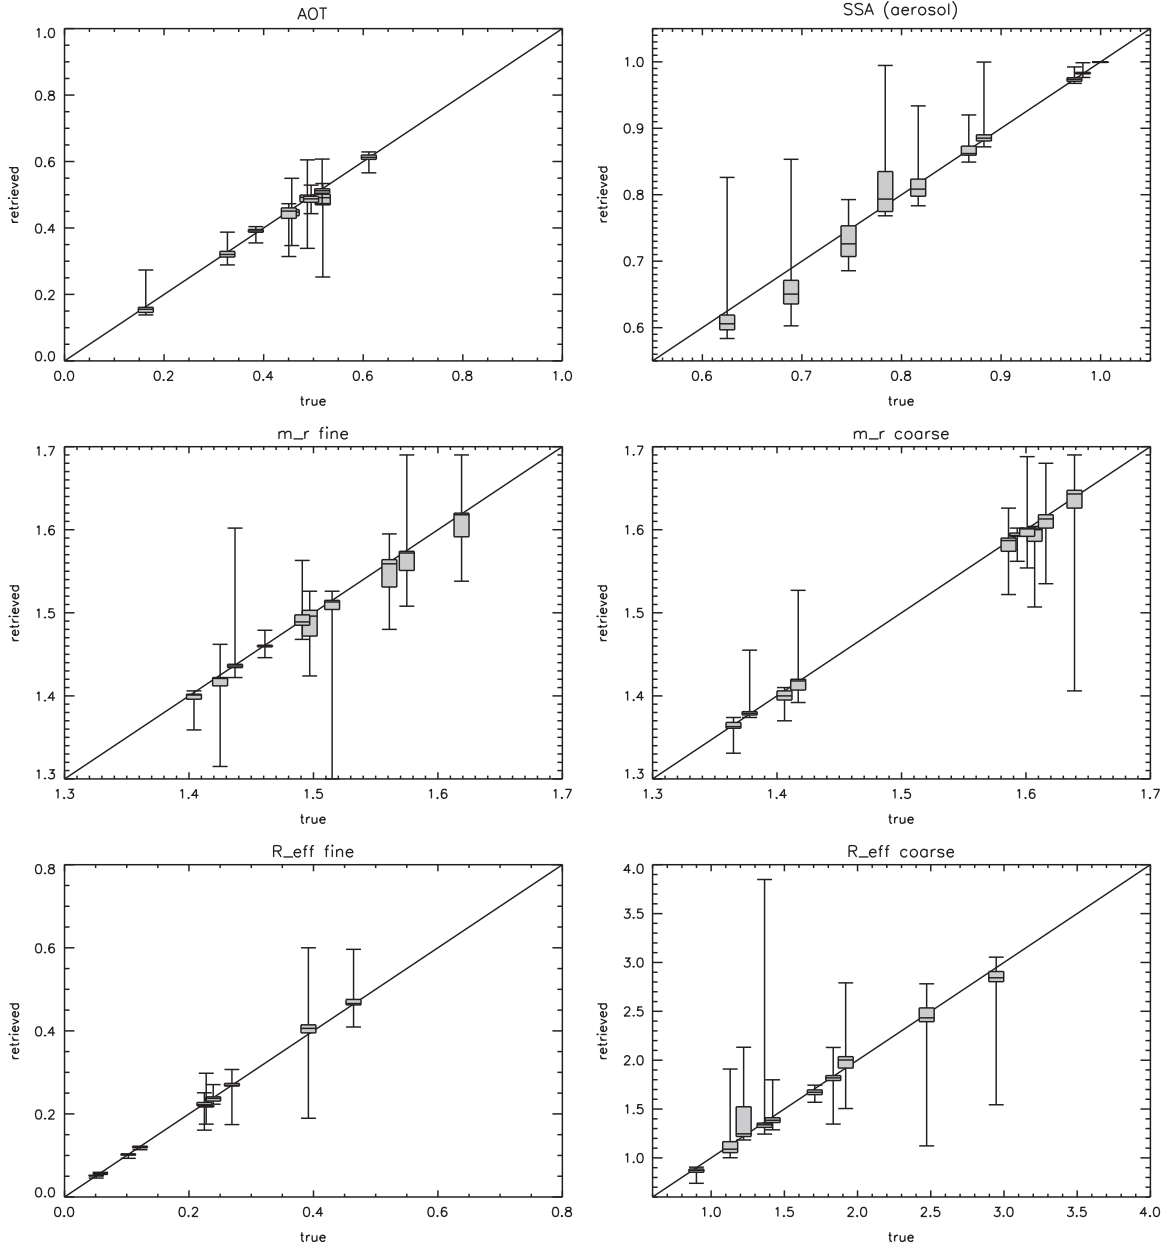 AOT
1.0
0.8
0.6
0.4
0.2
0.0
retrieved
0.0 0.2 0.4 0.6 0.8 1.0
true
SSA (aerosol)
1.0
0.9
0.8
0.7
0.6
retrieved
0.6 0.7 0.8 0.9 1.0
true
m_r fine
1.7
1.6
1.5
1.4
1.3
retrieved
1.3 1.4 1.5 1.6 1.7
true
m_r coarse
1.7
1.6
1.5
1.4
1.3
retrieved
1.3 1.4 1.5 1.6 1.7
true
R_eff fine
0.8
0.6
0.4
0.2
0.0
retrieved
0.0 0.2 0.4 0.6 0.8
true
R_eff coarse
4.0
3.5
3.0
2.5
2.0
1.5
1.0
retrieved
1.0 1.5 2.0 2.5 3.0 3.5 4.0
true